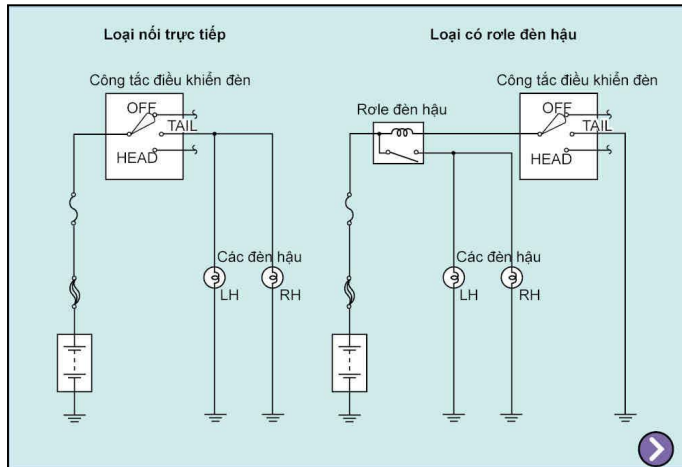 Loại nối trực tiếp
Công tắc điều khiển đèn
OFF
TAIL
HEAD
Các đèn hậu
LH
RH
Loại có rơle đèn hậu
Công tắc điều khiển đèn
Rơle đèn hậu
OFF
TAIL
HEAD
Các đèn hậu
LH
RH